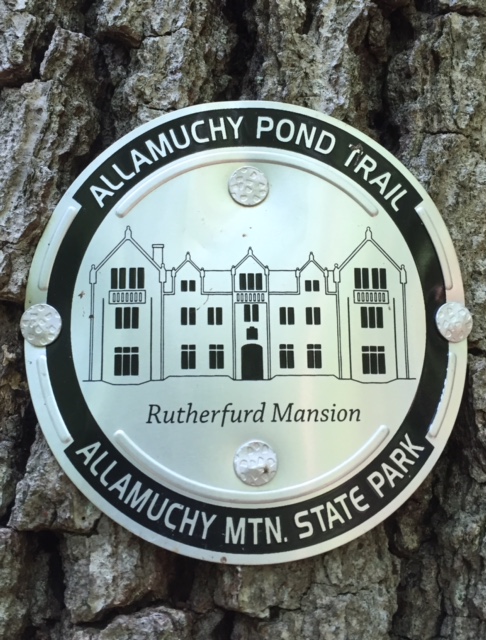 ALLAMUCHY POND TRAIL
Rutherfurd Mansion
ALLAMUCHY MTN. STATE PARK